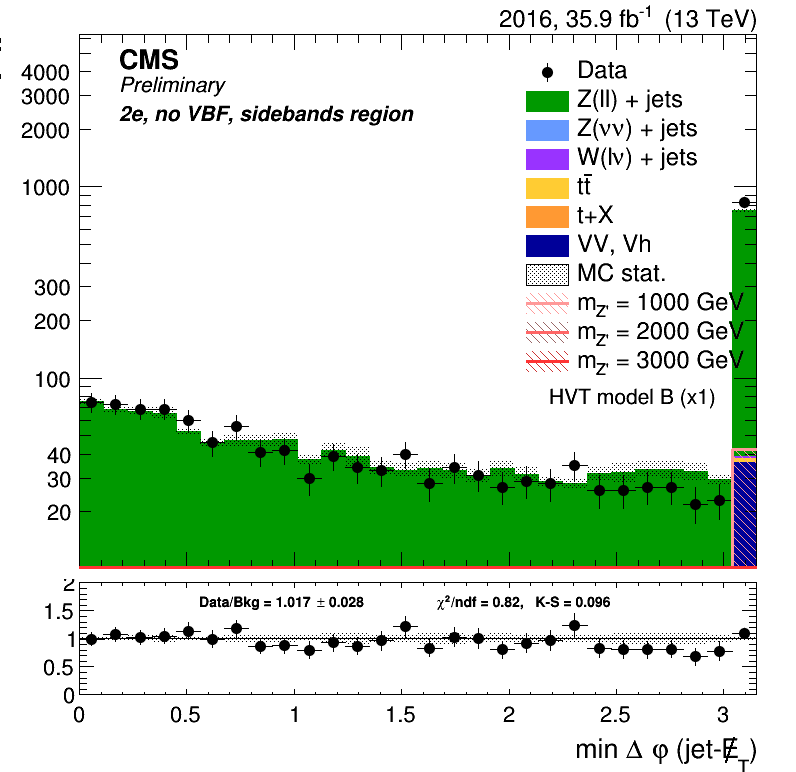 2016, 35.9 fb⁻¹ (13 TeV)
CMS
Preliminary
2e, no VBF, sidebands region
Data
Z(ll) + jets
Z(νν) + jets
W(lν) + jets
tt̄
t+X
VV, Vh
MC stat.
m_Z' = 1000 GeV
m_Z' = 2000 GeV
m_Z' = 3000 GeV
HVT model B (x1)
4000
3000
2000
1000
300
200
100
40
30
20
Data/Bkg = 1.017 ± 0.028 χ²/ndf = 0.82, K-S = 0.096
2
1.5
1
0.5
0
0 0.5 1 1.5 2 2.5 3
min Δ φ (jet-E̸_T)